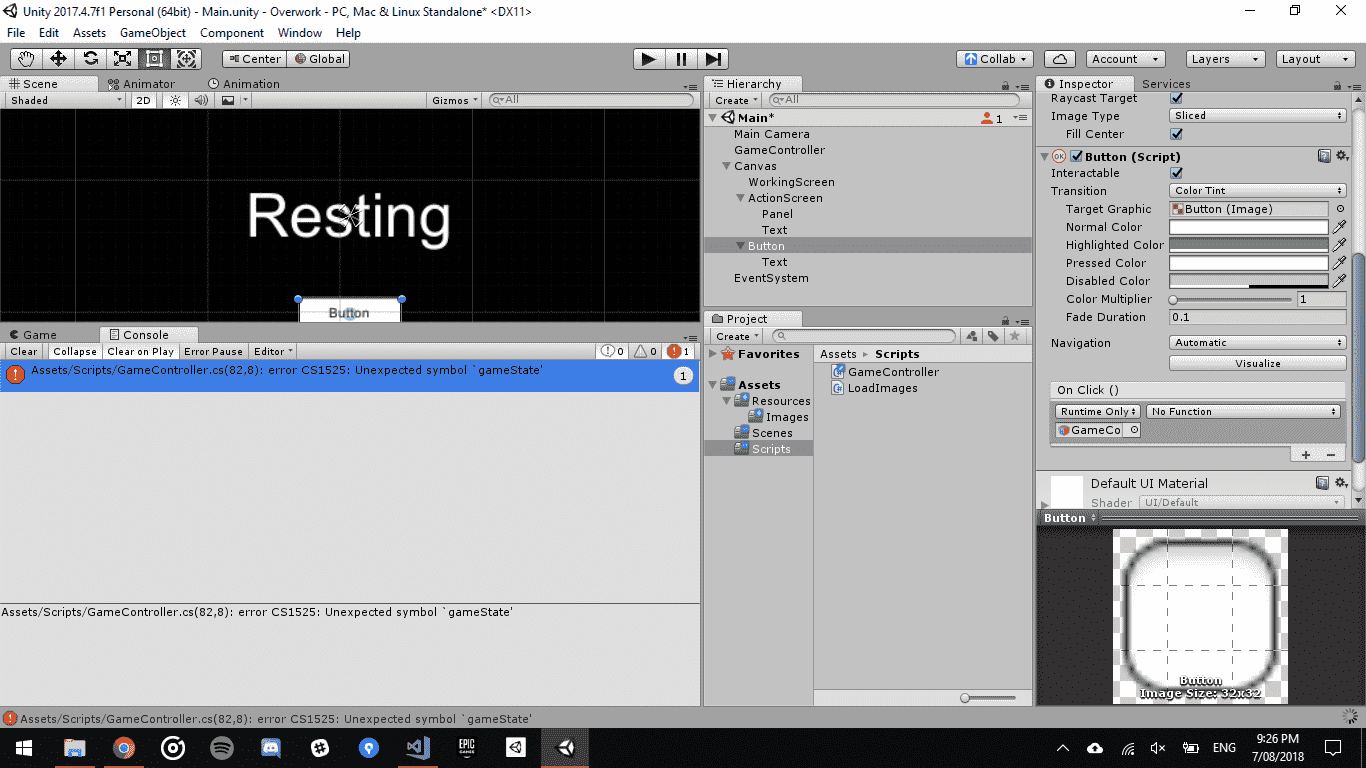 Unity 2017.4.7f1 Personal (64bit) - Main.unity - Overwork - PC, Mac & Linux Standalone* <DX11>
File Edit Assets GameObject Component Window Help
Center Global Collab Account Layers Layout
Scene Animator Animation
Shaded 2D Gizmos All
Resting
Button
Game Console
Clear Collapse Clear on Play Error Pause Editor 0 0 1
Assets/Scripts/GameController.cs(82,8): error CS1525: Unexpected symbol `gameState'
1
Assets/Scripts/GameController.cs(82,8): error CS1525: Unexpected symbol `gameState'
Assets/Scripts/GameController.cs(82,8): error CS1525: Unexpected symbol `gameState'
Hierarchy
Create All
Main* 1
Main Camera
GameController
Canvas
WorkingScreen
ActionScreen
Panel
Text
Button
Text
EventSystem
Project
Create
Favorites
Assets
Resources
Images
Scenes
Scripts
Assets Scripts
GameController
LoadImages
Inspector Services
Raycast Target
Image Type Sliced
Fill Center
OK Button (Script)
Interactable
Transition Color Tint
Target Graphic Button (Image)
Normal Color
Highlighted Color
Pressed Color
Disabled Color
Color Multiplier 1
Fade Duration 0.1
Navigation Automatic
Visualize
On Click ()
Runtime Only No Function
GameCo
Default UI Material
Shader UI/Default
Button
Button
Image Size: 32x32
EPIC
GAMES
ENG
9:26 PM
7/08/2018